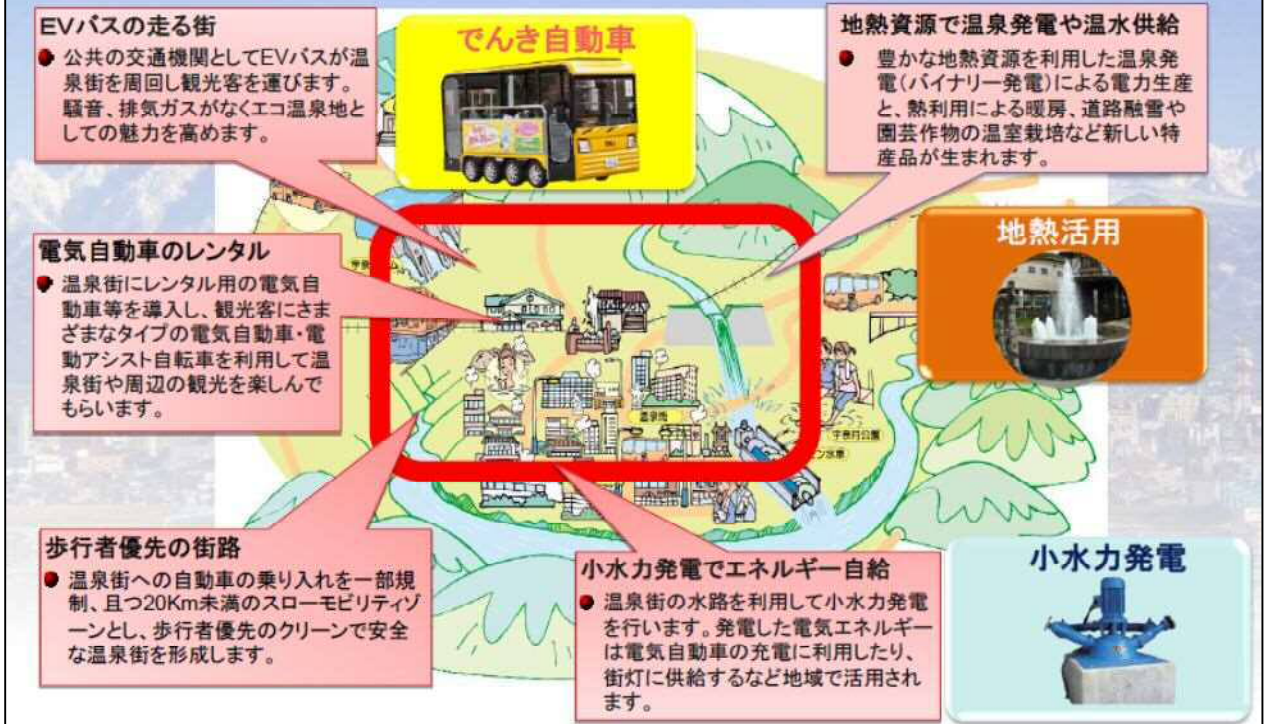 EVバスの走る街
公共の交通機関としてEVバスが温
泉街を周回し観光客を運びます。
騒音、排気ガスがなくエコ温泉地と
しての魅力を高めます。
でんき自動車
地熱資源で温泉発電や温水供給
豊かな地熱資源を利用した温泉発
電(バイナリー発電)による電力生産
と、熱利用による暖房、道路融雪や
園芸作物の温室栽培など新しい特
産品が生まれます。
電気自動車のレンタル
温泉街にレンタル用の電気自
動車等を導入し、観光客にさま
ざまなタイプの電気自動車・電
動アシスト自転車を利用して温
泉街や周辺の観光を楽しんで
もらいます。
地熱活用
温泉街
宇奈月公園
歩行者優先の街路
温泉街への自動車の乗り入れを一部規
制、且つ20Km未満のスローモビリティゾ
ーンとし、歩行者優先のクリーンで安全
な温泉街を形成します。
小水力発電でエネルギー自給
温泉街の水路を利用して小水力発電
を行います。発電した電気エネルギー
は電気自動車の充電に利用したり、
街灯に供給するなど地域で活用され
ます。
小水力発電